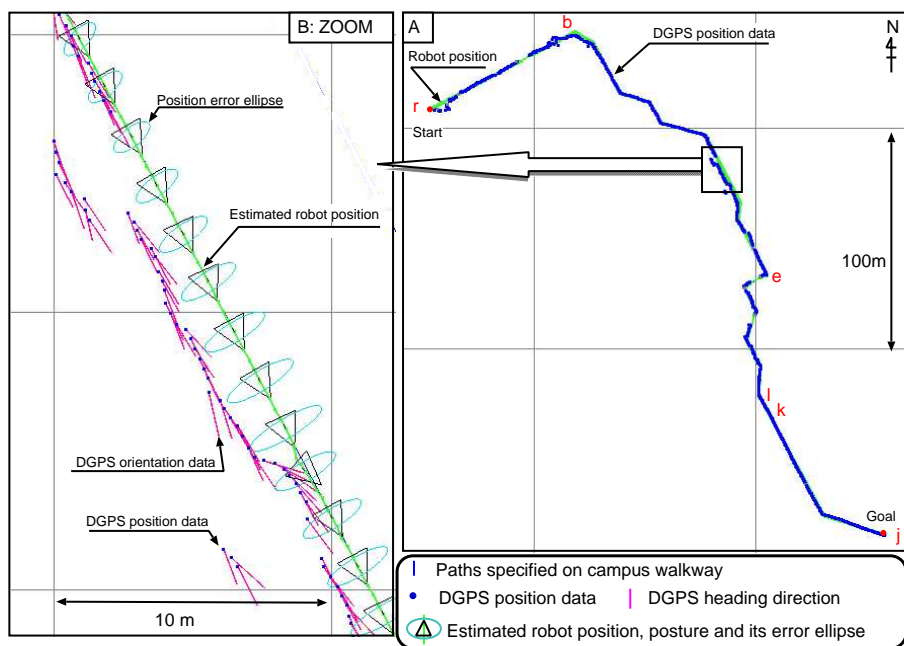 B: ZOOM
Position error ellipse
Estimated robot position
DGPS orientation data
DGPS position data
10 m
A
b
N
DGPS position data
Robot position
r
Start
100m
e
l
k
Goal
j
Paths specified on campus walkway
DGPS position data
DGPS heading direction
Estimated robot position, posture and its error ellipse